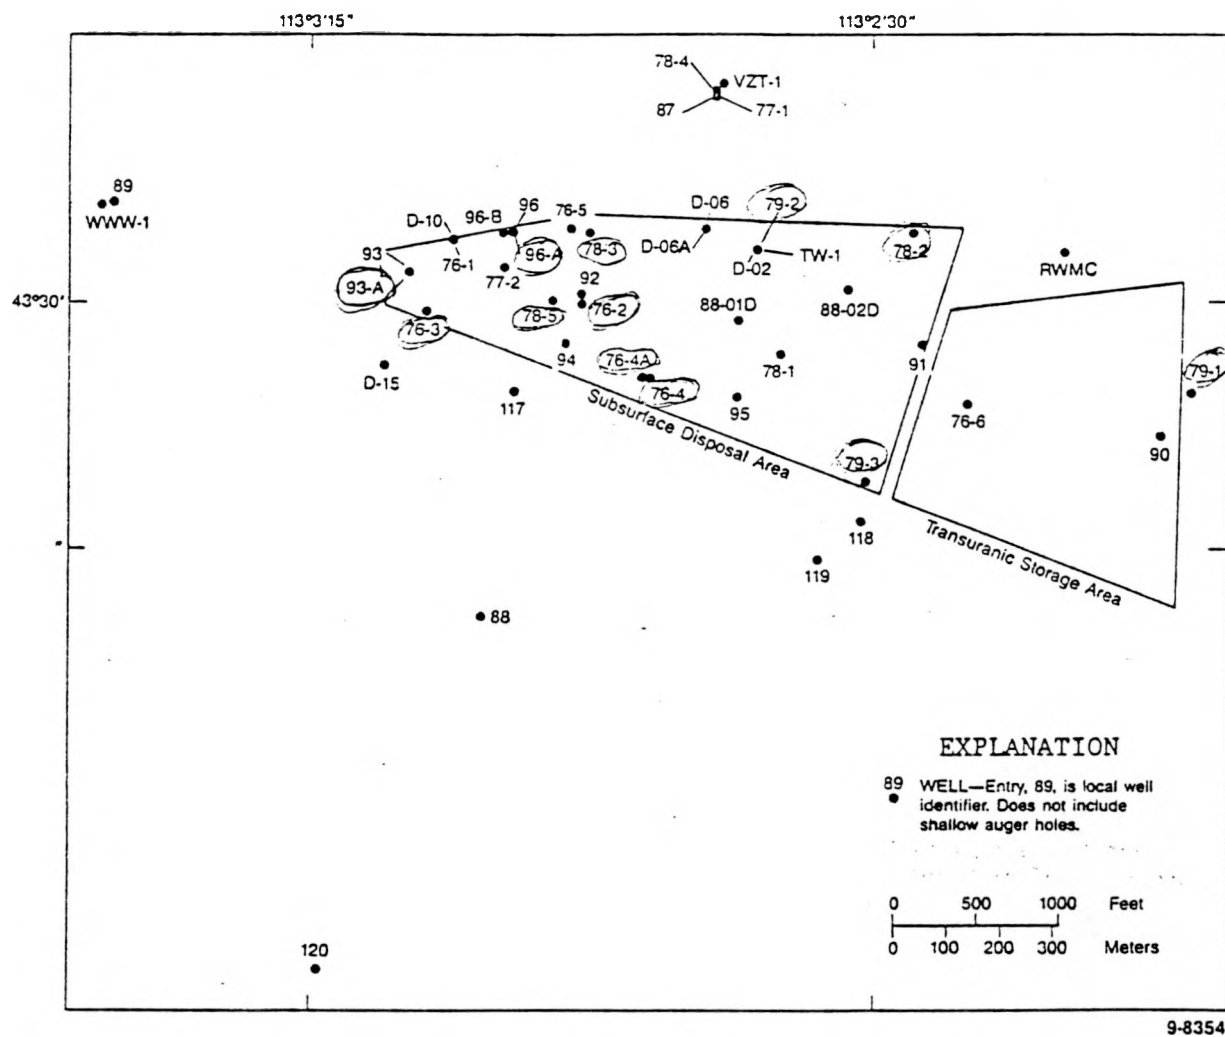 113°3'15" 113°2'30"
78-4 VZT-1
87 77-1
89
WWW-1
96 76-5 D-06 79-2
D-10 96-B
93 76-1 96-A 78-3 D-06A D-02 TW-1 78-2 RWMC
77-2
93-A 92
43°30' 88-01D 88-02D
76-3 78-5 76-2
94 76-4A 78-1 91 79-1
D-15 117 76-4 95 76-6
Subsurface Disposal Area
79-3 90
"
118
119
Transuranic Storage Area
88
EXPLANATION
89 WELL—Entry, 89, is local well
identifier. Does not include
shallow auger holes.
0 500 1000 Feet
0 100 200 300 Meters
120
9-8354